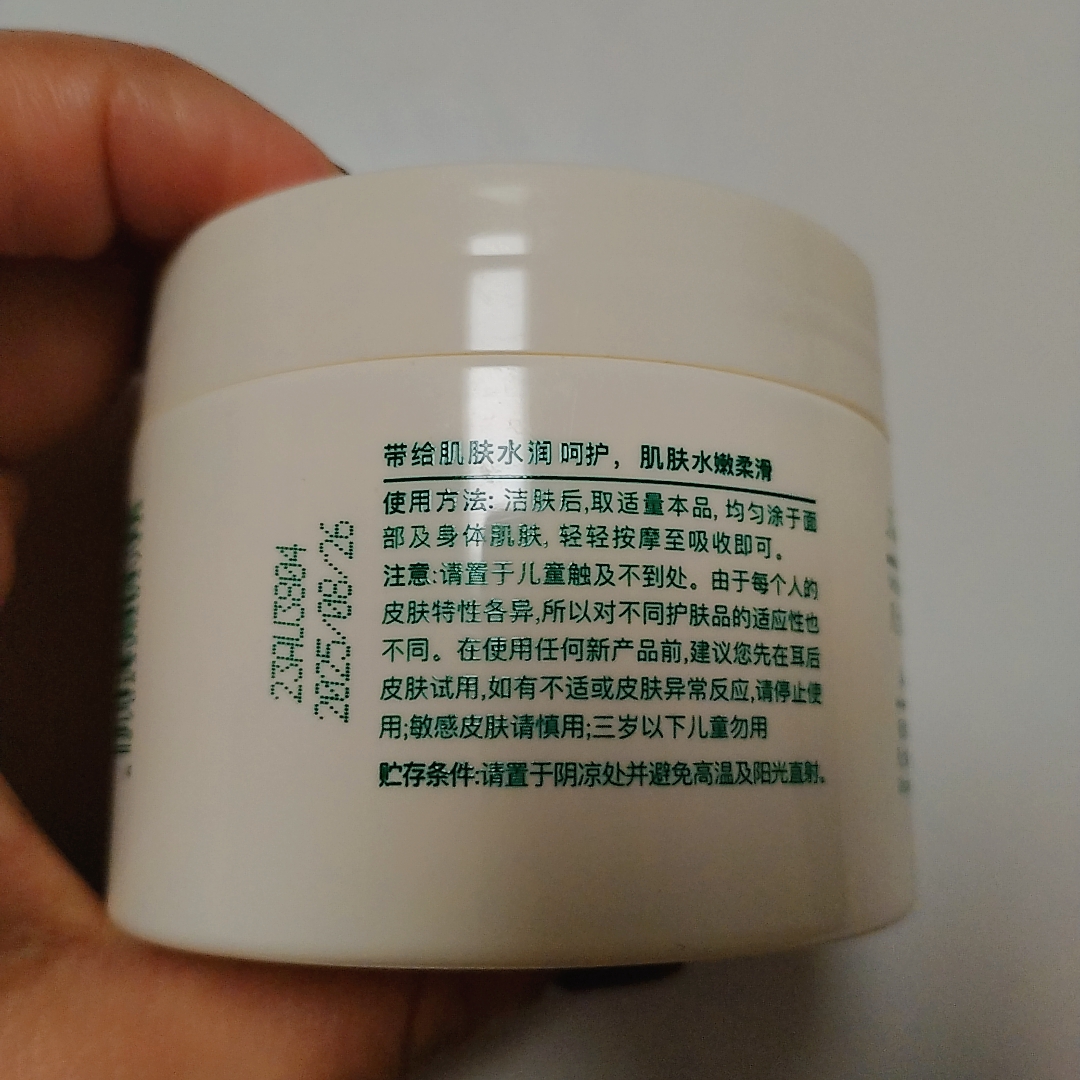 带给肌肤水润呵护，肌肤水嫩柔滑
使用方法: 洁肤后,取适量本品, 均匀涂于面
部及身体肌肤, 轻轻按摩至吸收即可。
注意:请置于儿童触及不到处。由于每个人的
皮肤特性各异,所以对不同护肤品的适应性也
不同。在使用任何新产品前,建议您先在耳后
皮肤试用,如有不适或皮肤异常反应,请停止使
用;敏感皮肤请慎用;三岁以下儿童勿用
贮存条件:请置于阴凉处并避免高温及阳光直射。
2025/08/26